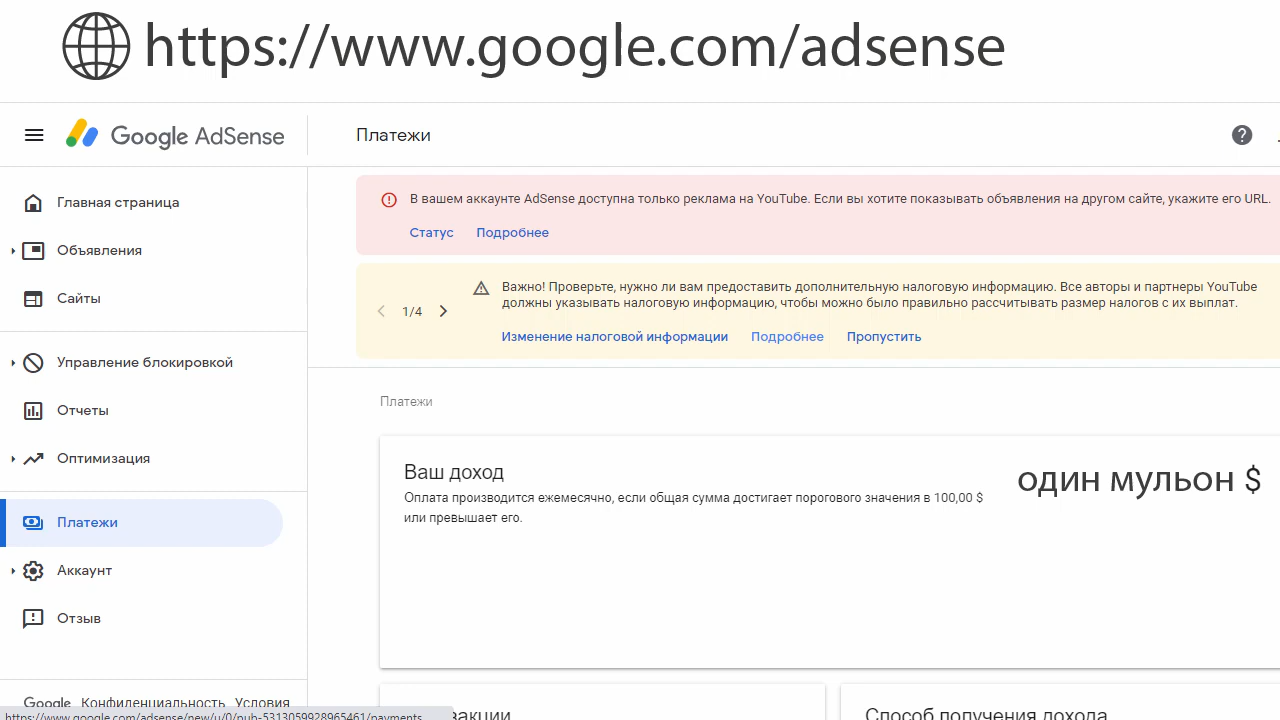 https://www.google.com/adsense
Google AdSense
Платежи
Главная страница
Объявления
Сайты
Управление блокировкой
Отчеты
Оптимизация
Платежи
Аккаунт
Отзыв
Google Конфиденциальность Условия
https://www.google.com/adsense/new/u/0/pub-5313059928965461/payments
В вашем аккаунте AdSense доступна только реклама на YouTube. Если вы хотите показывать объявления на другом сайте, укажите его URL.
Статус Подробнее
1/4
Важно! Проверьте, нужно ли вам предоставить дополнительную налоговую информацию. Все авторы и партнеры YouTube
должны указывать налоговую информацию, чтобы можно было правильно рассчитывать размер налогов с их выплат.
Изменение налоговой информации Подробнее Пропустить
Платежи
Ваш доход
Оплата производится ежемесячно, если общая сумма достигает порогового значения в 100,00 $
или превышает его.
один мульон $
Способ получения дохода